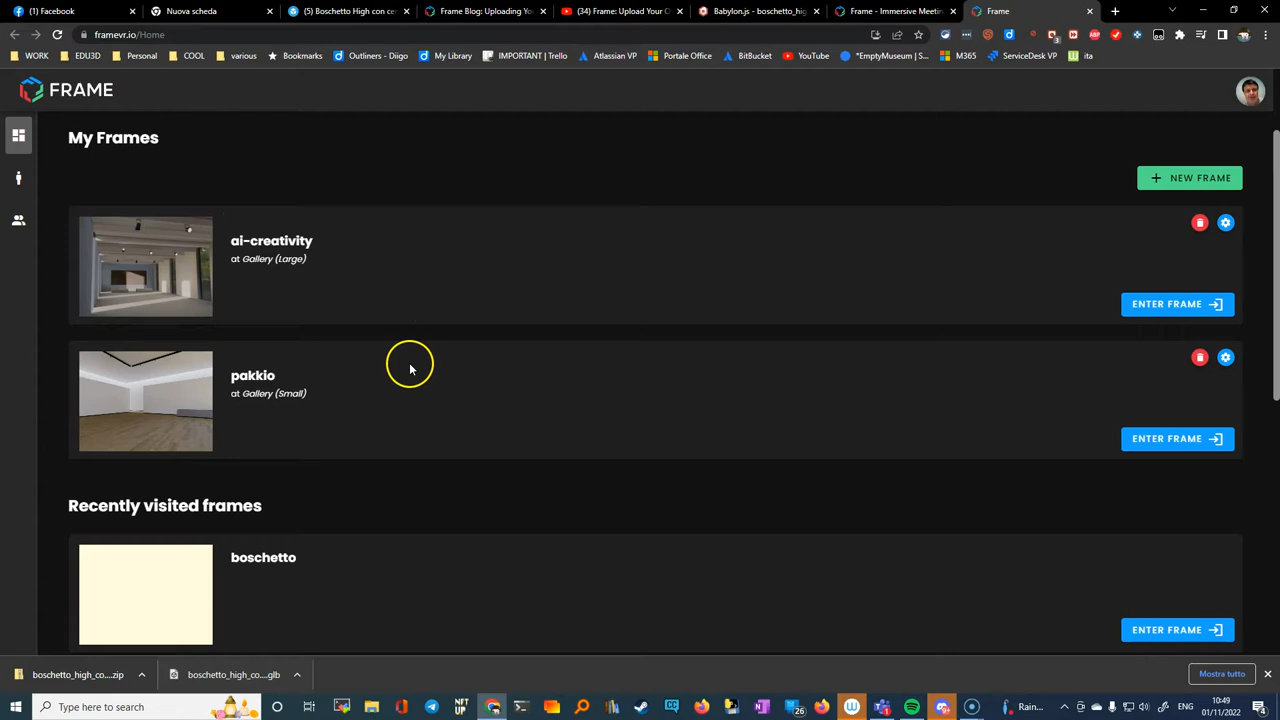 (1) Facebook
Nuova scheda
(5) Boschetto High con ce
Frame Blog: Uploading You
(34) Frame: Upload Your O
Babylon.js - boschetto_hig
Frame - Immersive Meetin
Frame
framevr.io/Home
WORK
EDU3D
Personal
COOL
various
Bookmarks
Outliners - Diigo
My Library
IMPORTANT | Trello
Atlassian VP
Portale Office
BitBucket
YouTube
*EmptyMuseum | S...
M365
ServiceDesk VP
ita
FRAME
My Frames
+ NEW FRAME
ai-creativity
at Gallery (Large)
ENTER FRAME
pakkio
at Gallery (Small)
ENTER FRAME
Recently visited frames
boschetto
ENTER FRAME
boschetto_high_co....zip
boschetto_high_co....glb
Mostra tutto
Type here to search
26
Rain...
ENG
10:49
01/11/2022